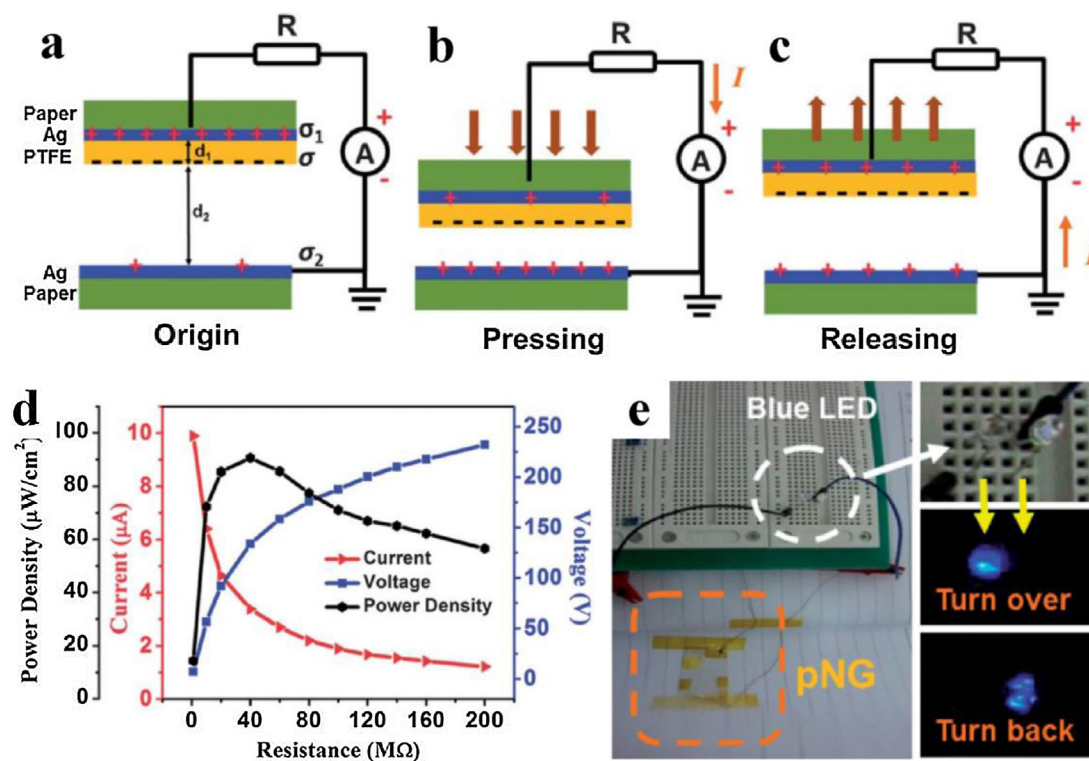 a
R
Paper
Ag
PTFE
+ + + + + + + + +
σ₁
d₁
σ
d₂
+
A
-
+ +
σ₂
Ag
Paper
Origin
b
R
I
+
A
-
+ + +
+ + + + + + +
Pressing
c
R
+
A
-
+ + + + +
I
+ + + + +
Releasing
d
Power Density (μW/cm²)
100
80
60
40
20
0
Current (μA)
10
8
6
4
2
0
Current
Voltage
Power Density
250
200
150
100
50
0
Voltage (V)
0 40 80 120 160 200
Resistance (MΩ)
e
Blue LED
pNG
Turn over
Turn back